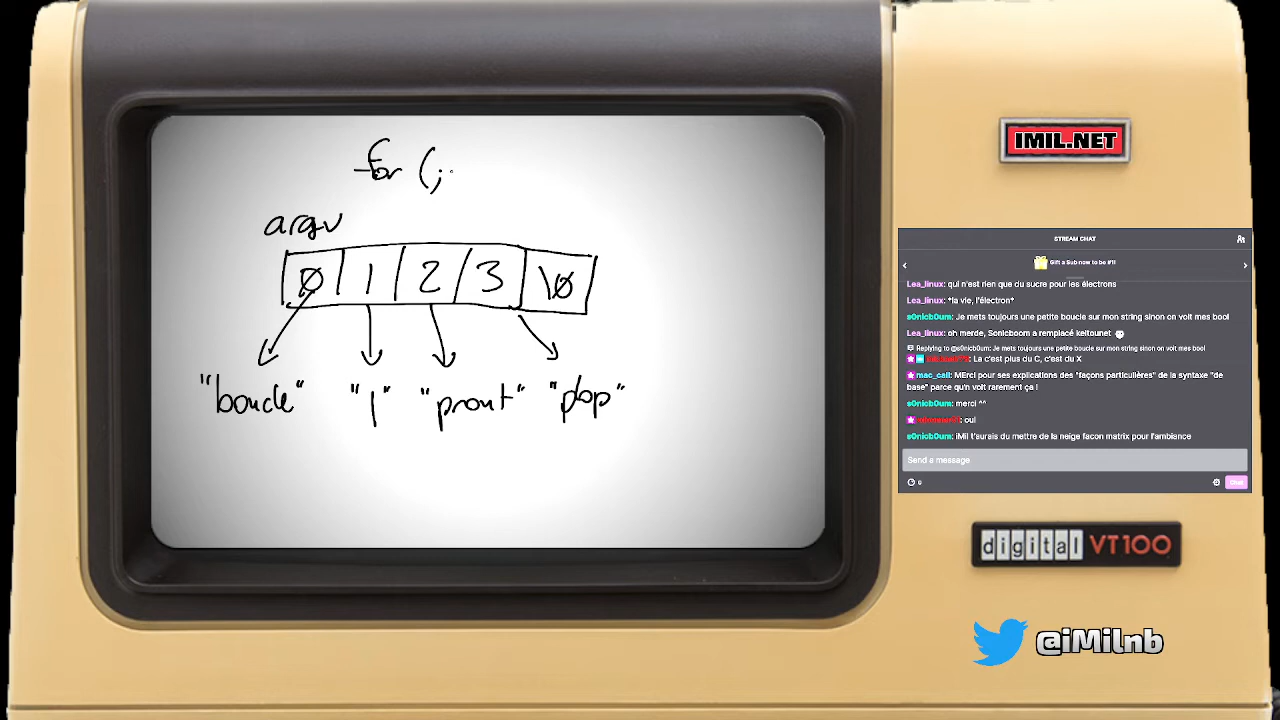 for (;.
argv
0 1 2 3 \0
"boucle" "1" "prout" "plop"
IMIL.NET
STREAM CHAT
Gift a Sub now to be #1!
Lea_linux: qui n'est rien que du sucre pour les électrons
Lea_linux: *la vie, l'électron*
s0nicb0um: Je mets toujours une petite boucle sur mon string sinon on voit mes bool
Lea_linux: oh merde, Sonicboom a remplacé keltounet
Replying to @s0nicb0um: Je mets toujours une petite boucle sur mon string sinon on voit mes bool
La c'est plus du C, c'est du X
mac_call: MErci pour ses explications des "façons particulières" de la syntaxe "de
base" parce qu'on voit rarement ça !
s0nicb0um: merci ^^
oui
s0nicb0um: iMil t'aurais du mettre de la neige facon matrix pour l'ambiance
Send a message
0
Chat
digital VT100
@iMilnb